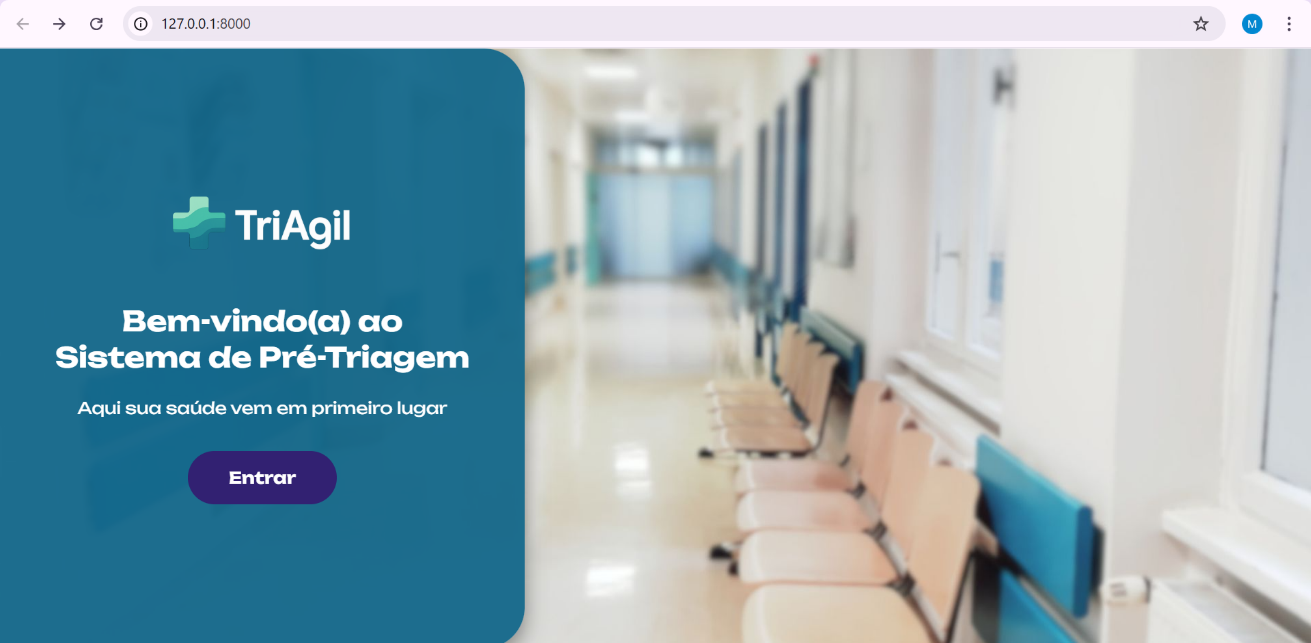 127.0.0.1:8000
M
TriAgil
Bem-vindo(a) ao
Sistema de Pré-Triagem
Aqui sua saúde vem em primeiro lugar
Entrar